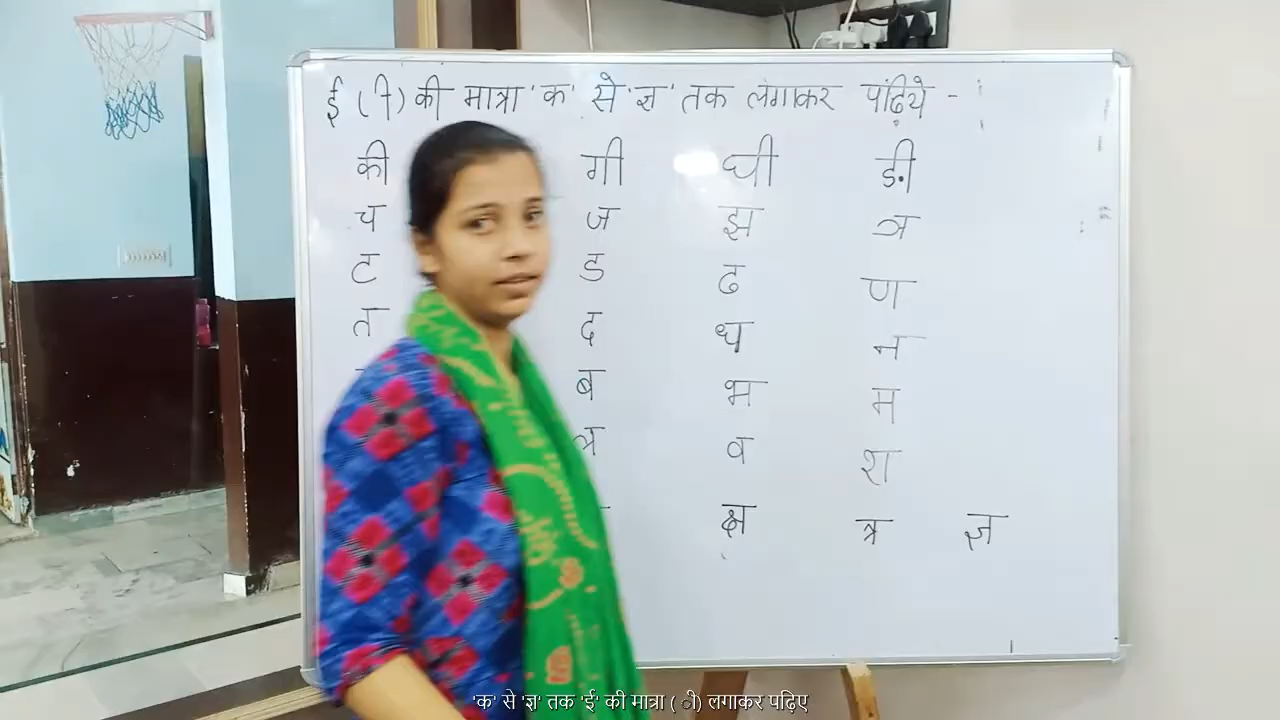 ई (ी) की मात्रा 'क' से 'ज्ञ' तक लगाकर पढ़िये -
की गी घी ङी
च ज झ ञ
ट ड ढ ण
त द ध न
ब भ म
व श
क्ष त्र ज्ञ
'क' से 'ज्ञ' तक 'ई' की मात्रा ( ी) लगाकर पढ़िए